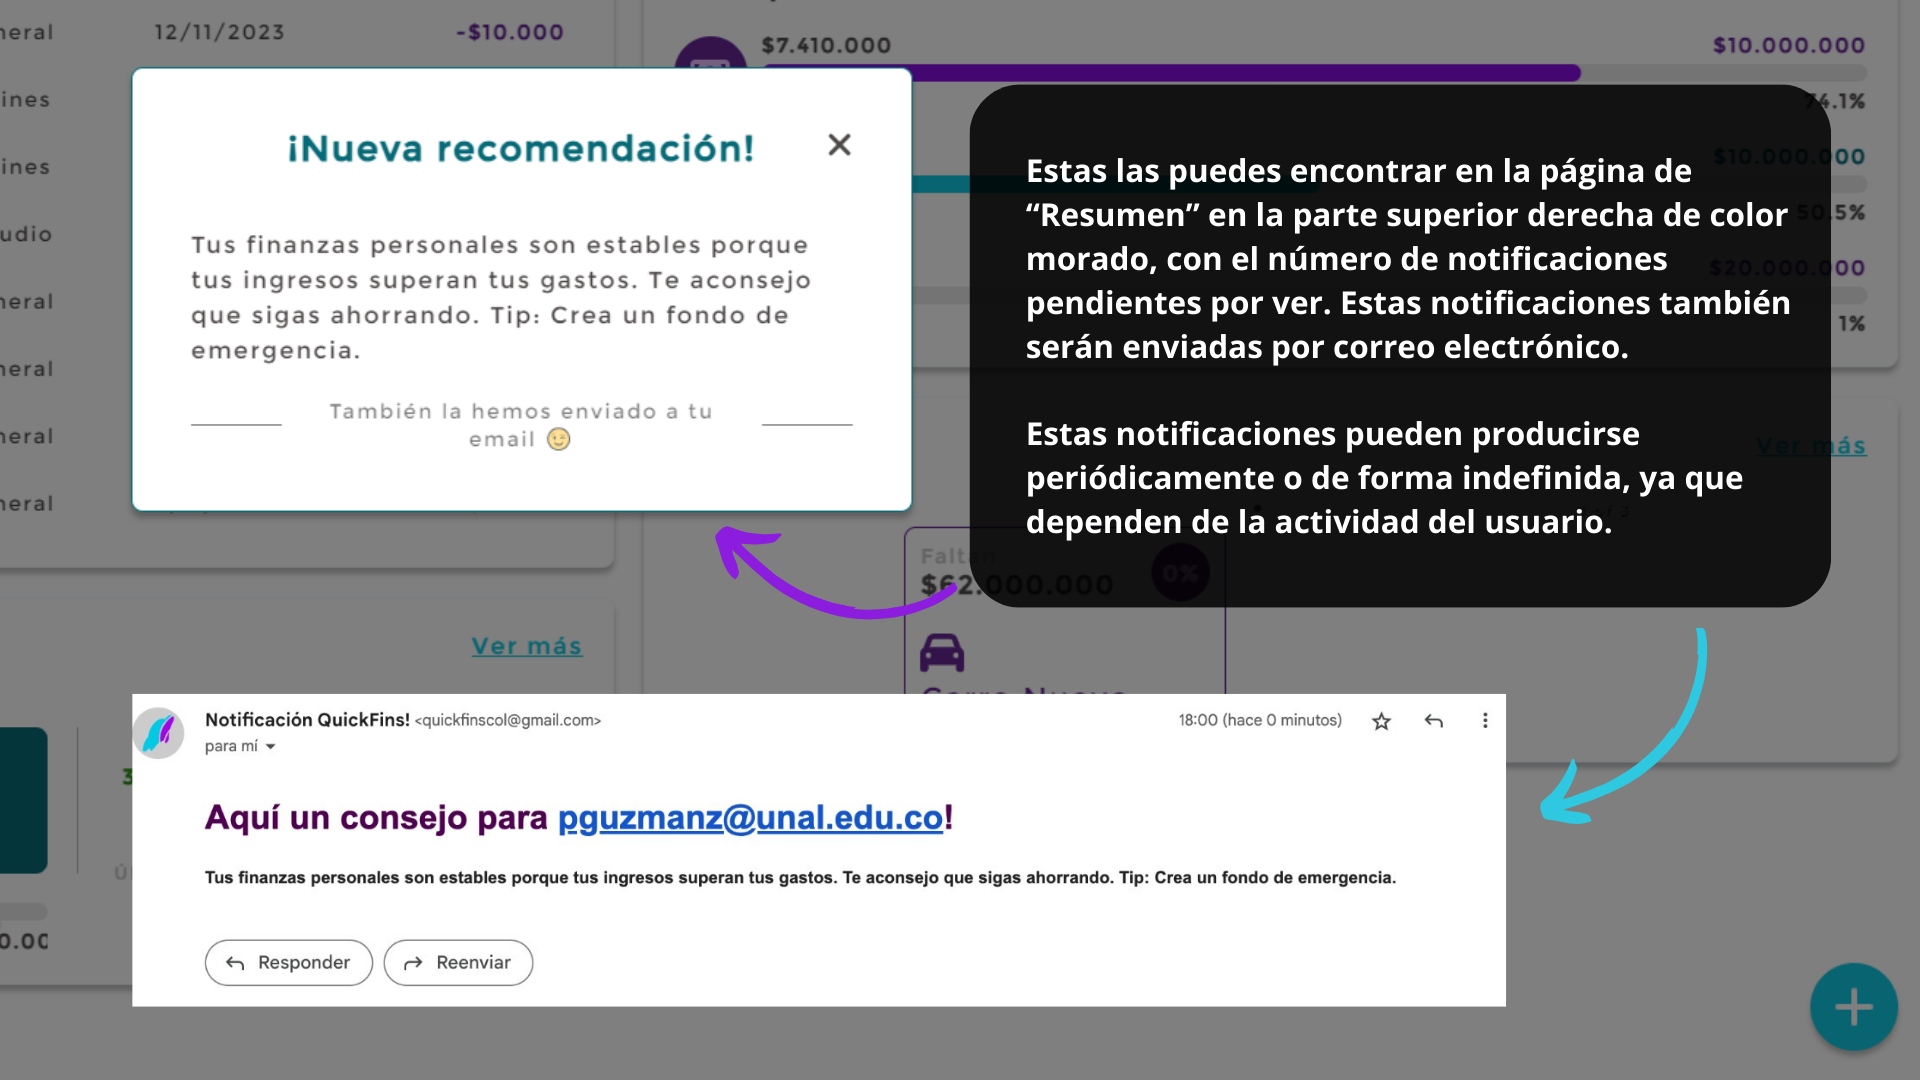 neral 12/11/2023 -$10.000
ines
ines
udio
neral
neral
neral
neral
$7.410.000 $10.000.000
74.1%
$10.000.000
50.5%
$20.000.000
1%
¡Nueva recomendación!
Tus finanzas personales son estables porque
tus ingresos superan tus gastos. Te aconsejo
que sigas ahorrando. Tip: Crea un fondo de
emergencia.
También la hemos enviado a tu
email 😉
Estas las puedes encontrar en la página de
“Resumen” en la parte superior derecha de color
morado, con el número de notificaciones
pendientes por ver. Estas notificaciones también
serán enviadas por correo electrónico.
Estas notificaciones pueden producirse
periódicamente o de forma indefinida, ya que
dependen de la actividad del usuario.
Ver más
Faltan
$62.000.000 0%
Carro Nuevo
Ver más
3
Ú
0.00
Notificación QuickFins! <quickfinscol@gmail.com> 18:00 (hace 0 minutos)
para mí
Aquí un consejo para pguzmanz@unal.edu.co!
Tus finanzas personales son estables porque tus ingresos superan tus gastos. Te aconsejo que sigas ahorrando. Tip: Crea un fondo de emergencia.
Responder Reenviar